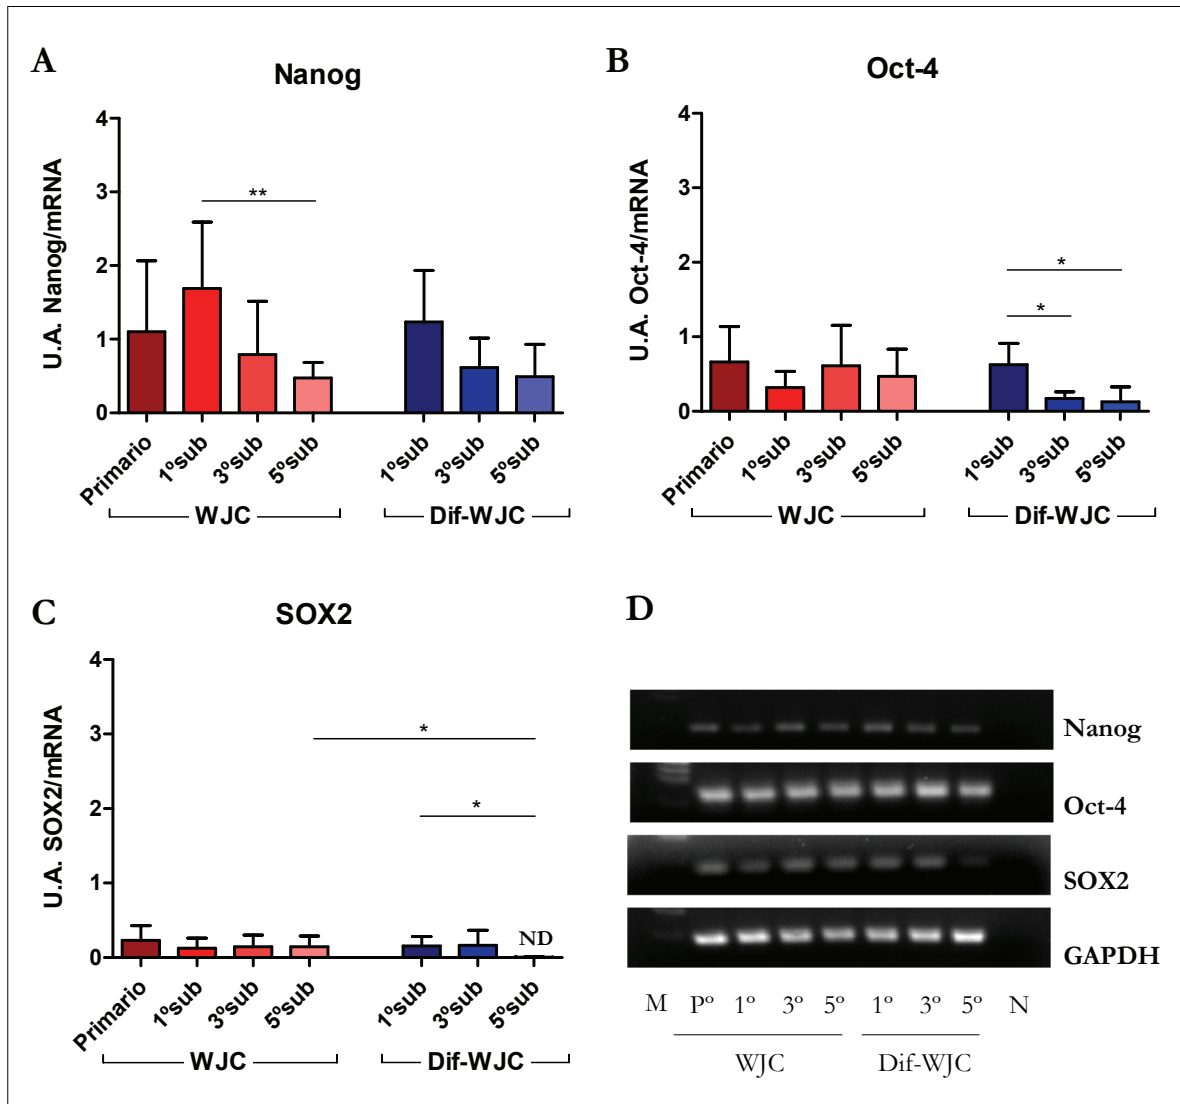 A
Nanog
U.A. Nanog/mRNA
4
3
2
1
0
**
Primario
1ºsub
3ºsub
5ºsub
1ºsub
3ºsub
5ºsub
WJC
Dif-WJC
B
Oct-4
U.A. Oct-4/mRNA
4
3
2
1
0
*
*
Primario
1ºsub
3ºsub
5ºsub
1ºsub
3ºsub
5ºsub
WJC
Dif-WJC
C
SOX2
U.A. SOX2/mRNA
4
3
2
1
0
*
*
ND
Primario
1ºsub
3ºsub
5ºsub
1ºsub
3ºsub
5ºsub
WJC
Dif-WJC
D
Nanog
Oct-4
SOX2
GAPDH
M Pº 1º 3º 5º 1º 3º 5º N
WJC Dif-WJC